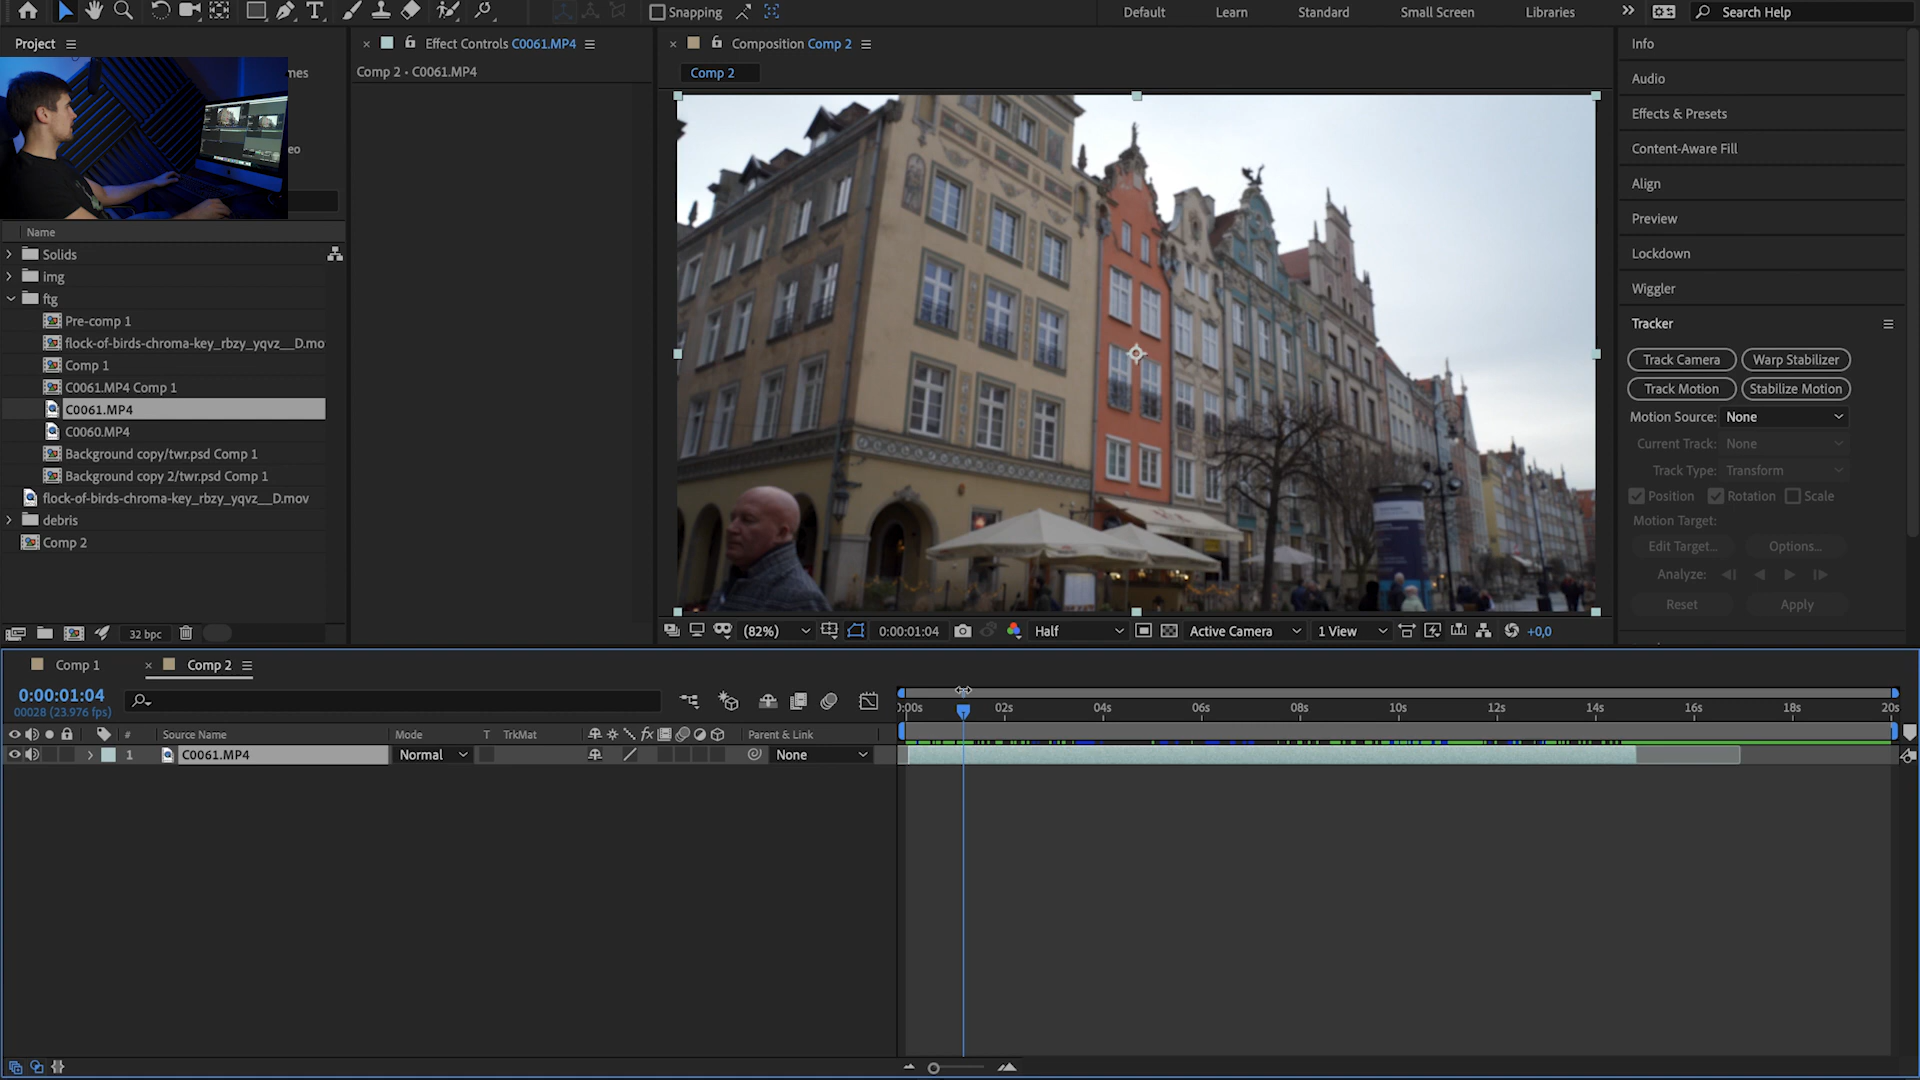 Snapping
Default
Learn
Standard
Small Screen
Libraries
Search Help
Project
Effect Controls C0061.MP4
Composition Comp 2
Info
Comp 2 • C0061.MP4
Comp 2
Audio
Effects & Presets
Content-Aware Fill
Align
Preview
Lockdown
Wiggler
Tracker
Track Camera
Warp Stabilizer
Track Motion
Stabilize Motion
Motion Source: None
Current Track: None
Track Type: Transform
Position
Rotation
Scale
Motion Target:
Edit Target...
Options...
Analyze:
Reset
Apply
Name
Solids
img
ftg
Pre-comp 1
flock-of-birds-chroma-key_rbzy_yqvz__D.mo
Comp 1
C0061.MP4 Comp 1
C0061.MP4
C0060.MP4
Background copy/twr.psd Comp 1
Background copy 2/twr.psd Comp 1
flock-of-birds-chroma-key_rbzy_yqvz__D.mov
debris
Comp 2
32 bpc
(82%)
0:00:01:04
Half
Active Camera
1 View
+0,0
Comp 1
Comp 2
0:00:01:04
00028 (23.976 fps)
:00s 02s 04s 06s 08s 10s 12s 14s 16s 18s 20s
# Source Name Mode T TrkMat fx Parent & Link
1 C0061.MP4 Normal None